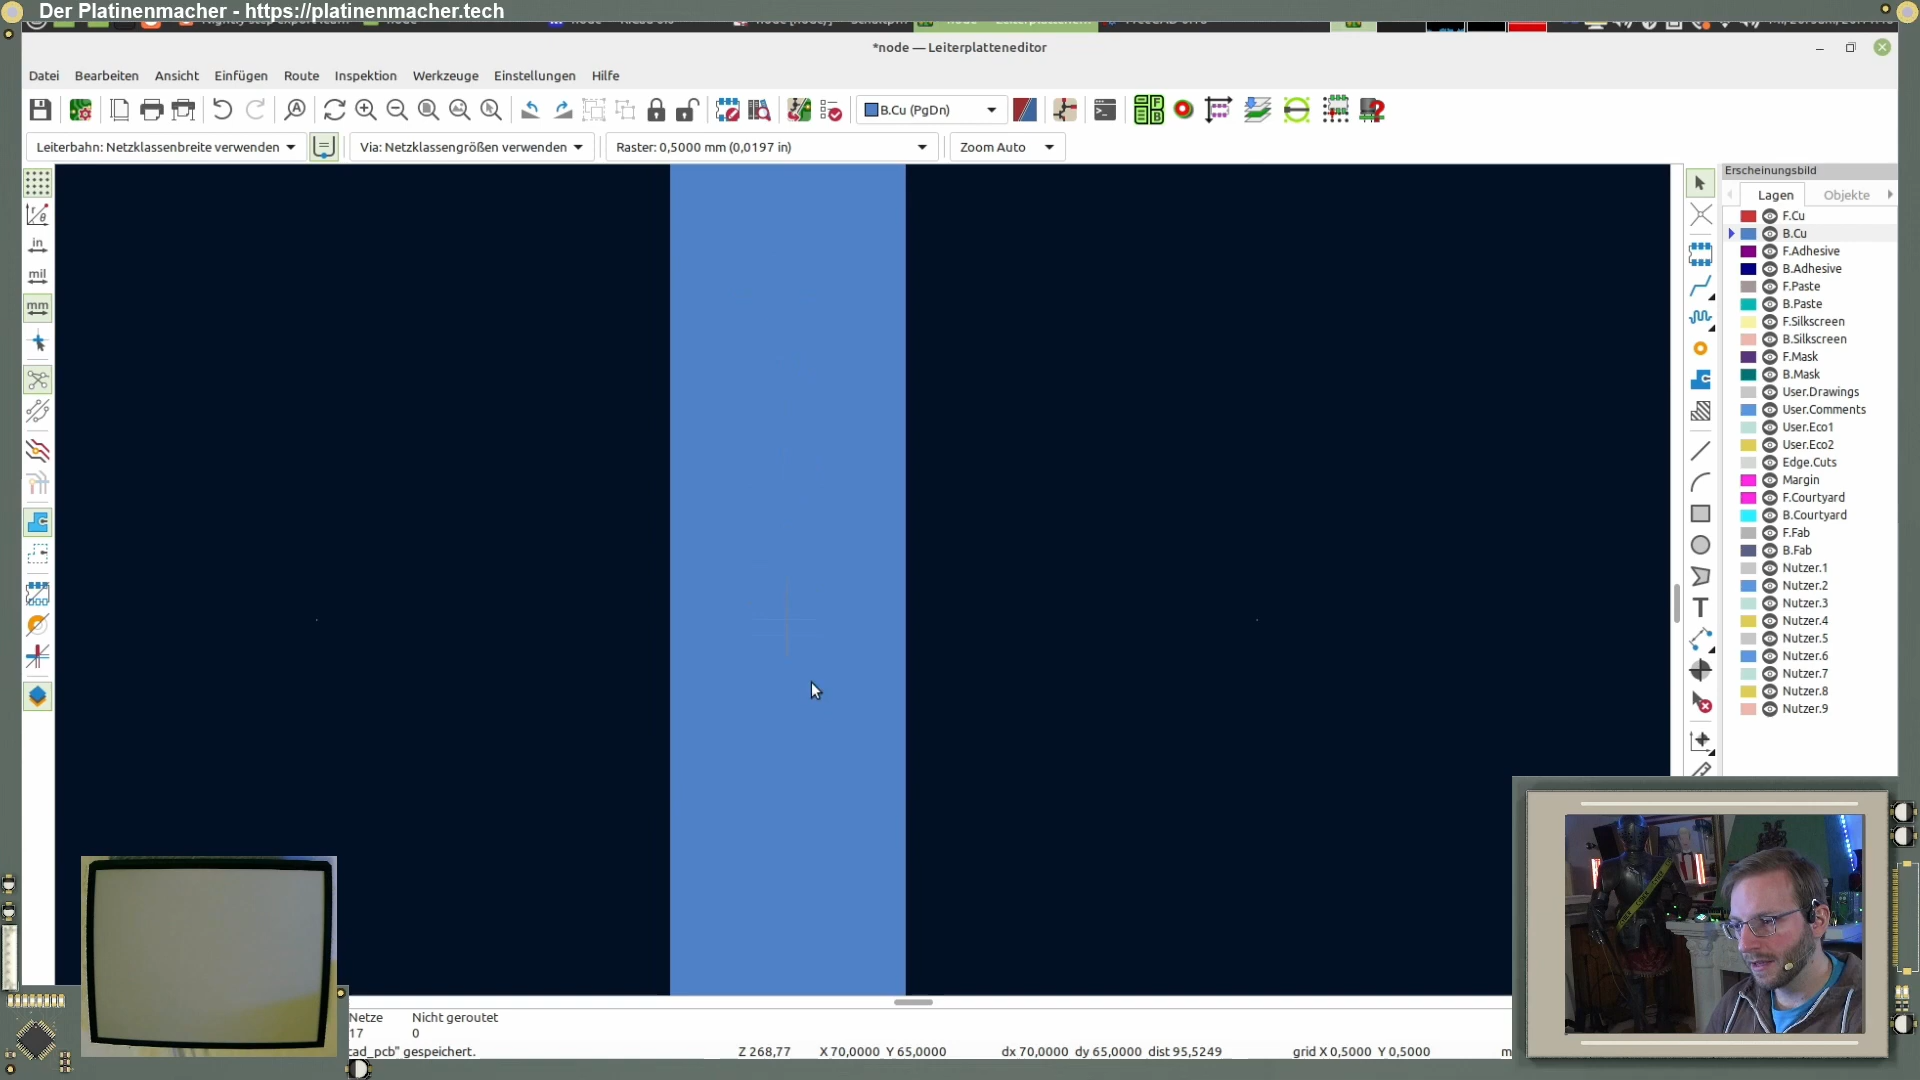 Der Platinenmacher - https://platinenmacher.tech
*node — Leiterplatteneditor
Datei Bearbeiten Ansicht Einfügen Route Inspektion Werkzeuge Einstellungen Hilfe
B.Cu (PgDn)
Leiterbahn: Netzklassenbreite verwenden Via: Netzklassengrößen verwenden Raster: 0,5000 mm (0,0197 in) Zoom Auto
in
mil
mm
Erscheinungsbild
Lagen Objekte
F.Cu
B.Cu
F.Adhesive
B.Adhesive
F.Paste
B.Paste
F.Silkscreen
B.Silkscreen
F.Mask
B.Mask
User.Drawings
User.Comments
User.Eco1
User.Eco2
Edge.Cuts
Margin
F.Courtyard
B.Courtyard
F.Fab
B.Fab
Nutzer.1
Nutzer.2
Nutzer.3
Nutzer.4
Nutzer.5
Nutzer.6
Nutzer.7
Nutzer.8
Nutzer.9
Netze Nicht geroutet
17 0
cad_pcb" gespeichert. Z 268,77 X 70,0000 Y 65,0000 dx 70,0000 dy 65,0000 dist 95,5249 grid X 0,5000 Y 0,5000